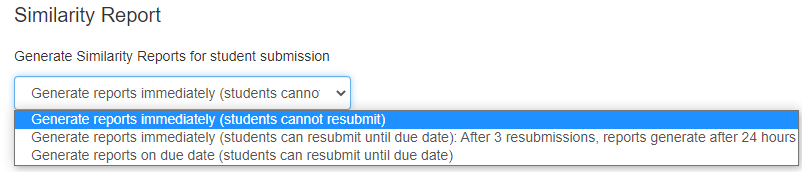 Similarity Report
Generate Similarity Reports for student submission
Generate reports immediately (students canno
Generate reports immediately (students cannot resubmit)
Generate reports immediately (students can resubmit until due date): After 3 resubmissions, reports generate after 24 hours
Generate reports on due date (students can resubmit until due date)